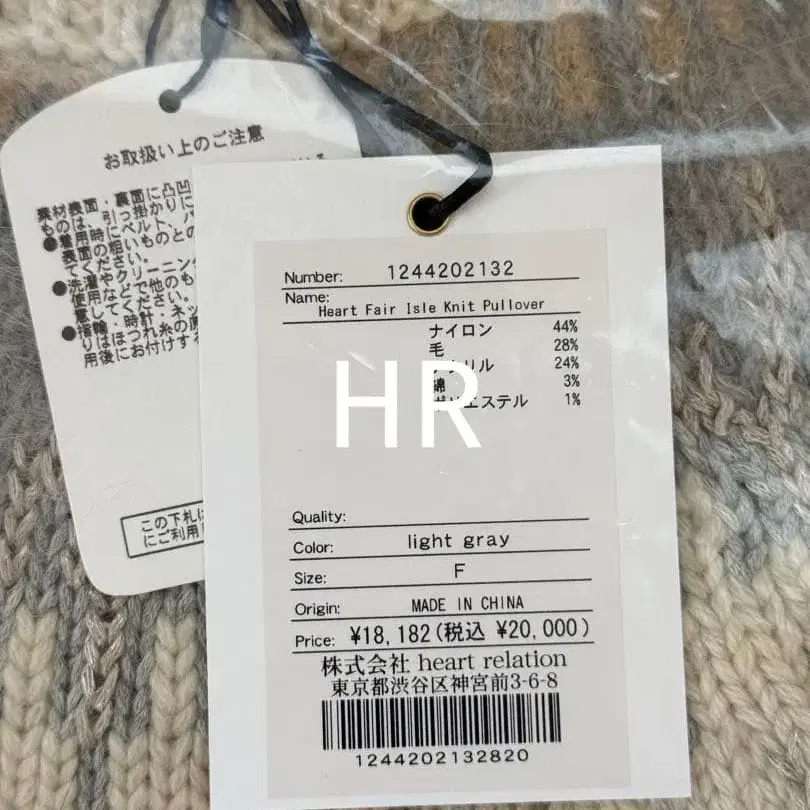 お取扱い上のご注意
素材表面・裏面に凸凹
ものは、引っ掛かりに
●着用時にベルト、バ
表面の粗いものとの
てください。
●洗濯やクリーニン
使用などで他のも
意してください。
●指輪・時計・ネッ
りはほつれ糸の原
用後にお付けする
この下札は
にご利用
Number: 1244202132
Name:
Heart Fair Isle Knit Pullover
ナイロン 44%
毛 28%
アクリル 24%
綿 3%
ポリエステル 1%
HR
Quality:
Color: light gray
Size: F
Origin: MADE IN CHINA
Price: ¥18,182(税込 ¥20,000)
株式会社 heart relation
東京都渋谷区神宮前3-6-8
1244202132820